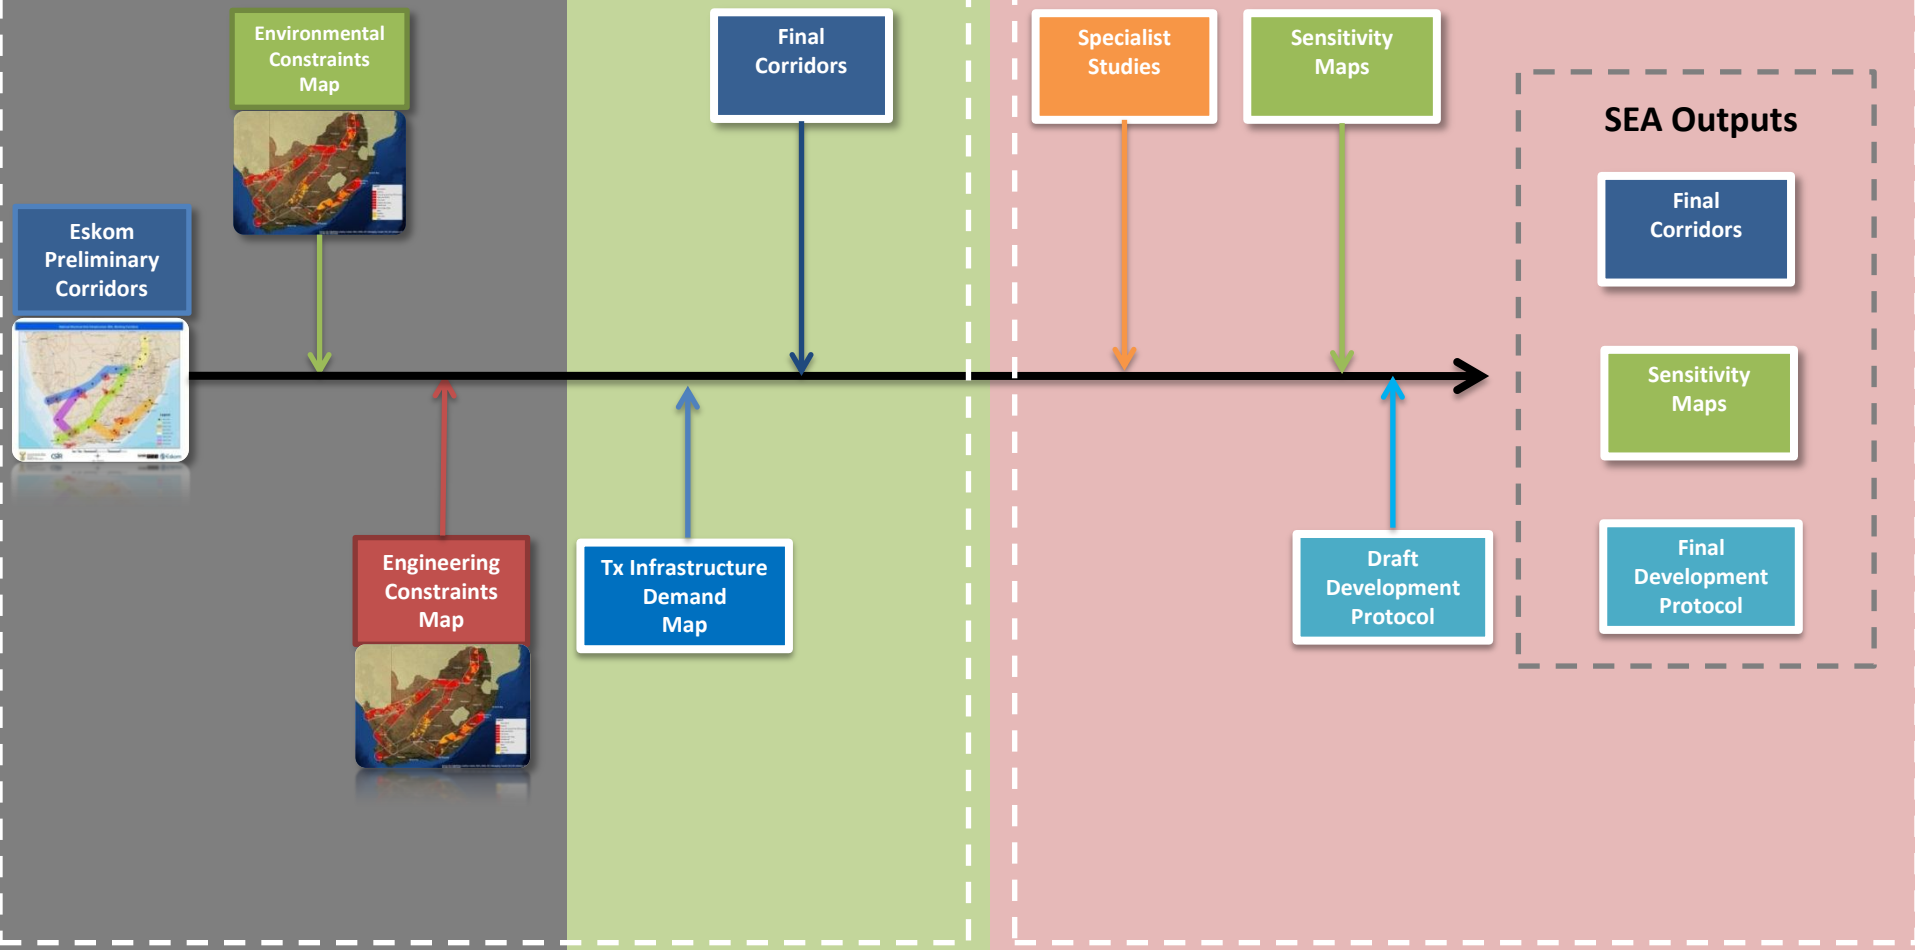 Environmental
Constraints
Map
Final
Corridors
Specialist
Studies
Sensitivity
Maps
SEA Outputs
Final
Corridors
Eskom
Preliminary
Corridors
Sensitivity
Maps
Engineering
Constraints
Map
Tx Infrastructure
Demand
Map
Draft
Development
Protocol
Final
Development
Protocol